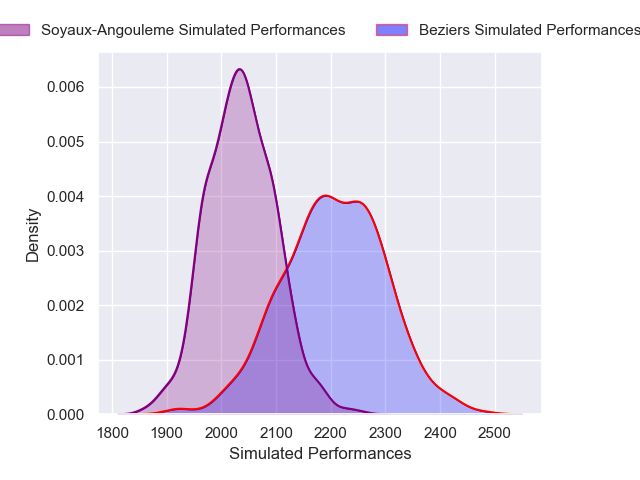 Soyaux-Angouleme Simulated Performances
Beziers Simulated Performances
0.006
0.005
0.004
0.003
0.002
0.001
0.000
Density
1800 1900 2000 2100 2200 2300 2400 2500
Simulated Performances